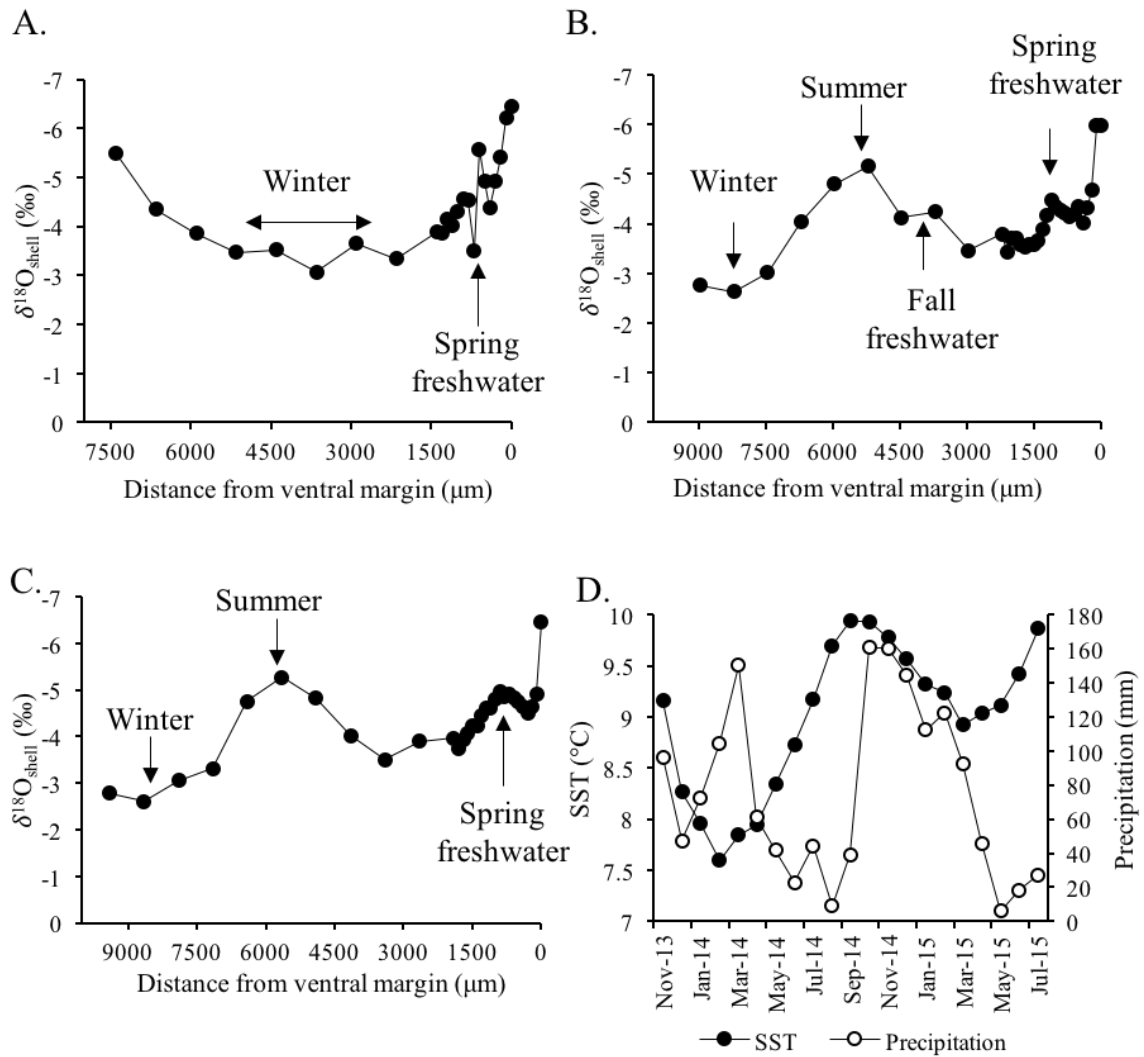 A.
-7
-6
-5
-4
-3
-2
-1
0
δ18Oshell (‰)
Winter
Spring
freshwater
7500 6000 4500 3000 1500 0
Distance from ventral margin (μm)
B.
-7
-6
-5
-4
-3
-2
-1
0
δ18Oshell (‰)
Winter
Summer
Fall
freshwater
Spring
freshwater
9000 7500 6000 4500 3000 1500 0
Distance from ventral margin (μm)
C.
-7
-6
-5
-4
-3
-2
-1
0
δ18Oshell (‰)
Winter
Summer
Spring
freshwater
9000 7500 6000 4500 3000 1500 0
Distance from ventral margin (μm)
D.
10
9.5
9
8.5
8
7.5
7
SST (°C)
180
160
140
120
100
80
60
40
20
0
Precipitation (mm)
Nov-13
Jan-14
Mar-14
May-14
Jul-14
Sep-14
Nov-14
Jan-15
Mar-15
May-15
Jul-15
SST Precipitation